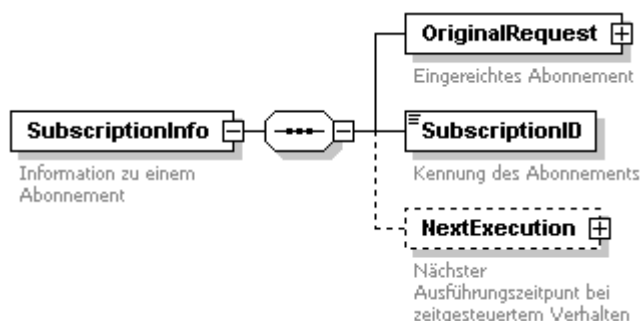 OriginalRequest
Eingereichtes Abonnement
SubscriptionInfo
Information zu einem
Abonnement
SubscriptionID
Kennung des Abonnements
NextExecution
Nächster
Ausführungszeitpunt bei
zeitgesteuertem Verhalten